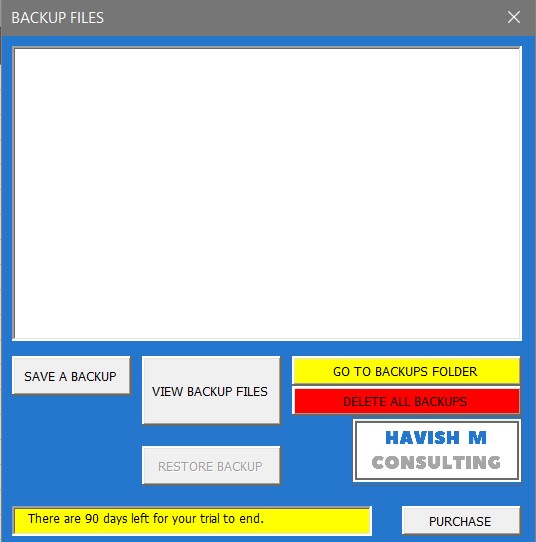 BACKUP FILES
SAVE A BACKUP
VIEW BACKUP FILES
GO TO BACKUPS FOLDER
DELETE ALL BACKUPS
HAVISH M
CONSULTING
RESTORE BACKUP
There are 90 days left for your trial to end.
PURCHASE